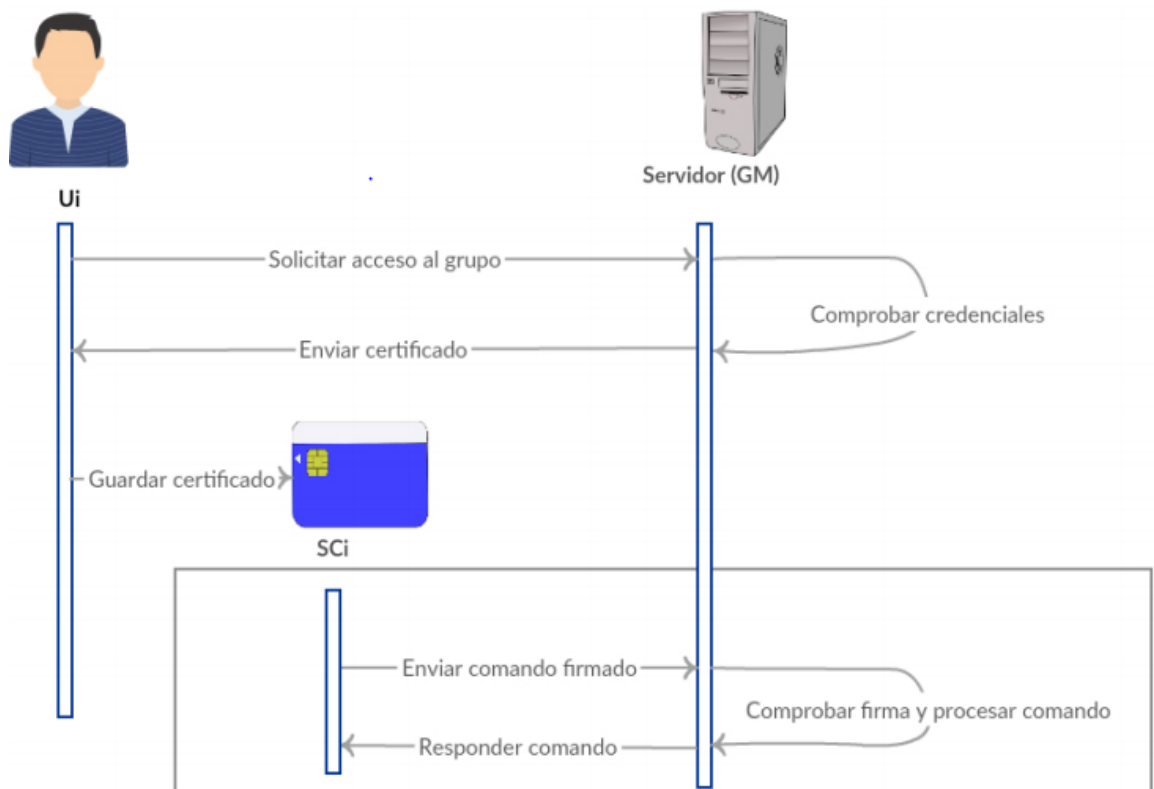 Servidor (GM)
Ui
Solicitar acceso al grupo
Comprobar credenciales
Enviar certificado
Guardar certificado
SCi
Enviar comando firmado
Comprobar firma y procesar comando
Responder comando